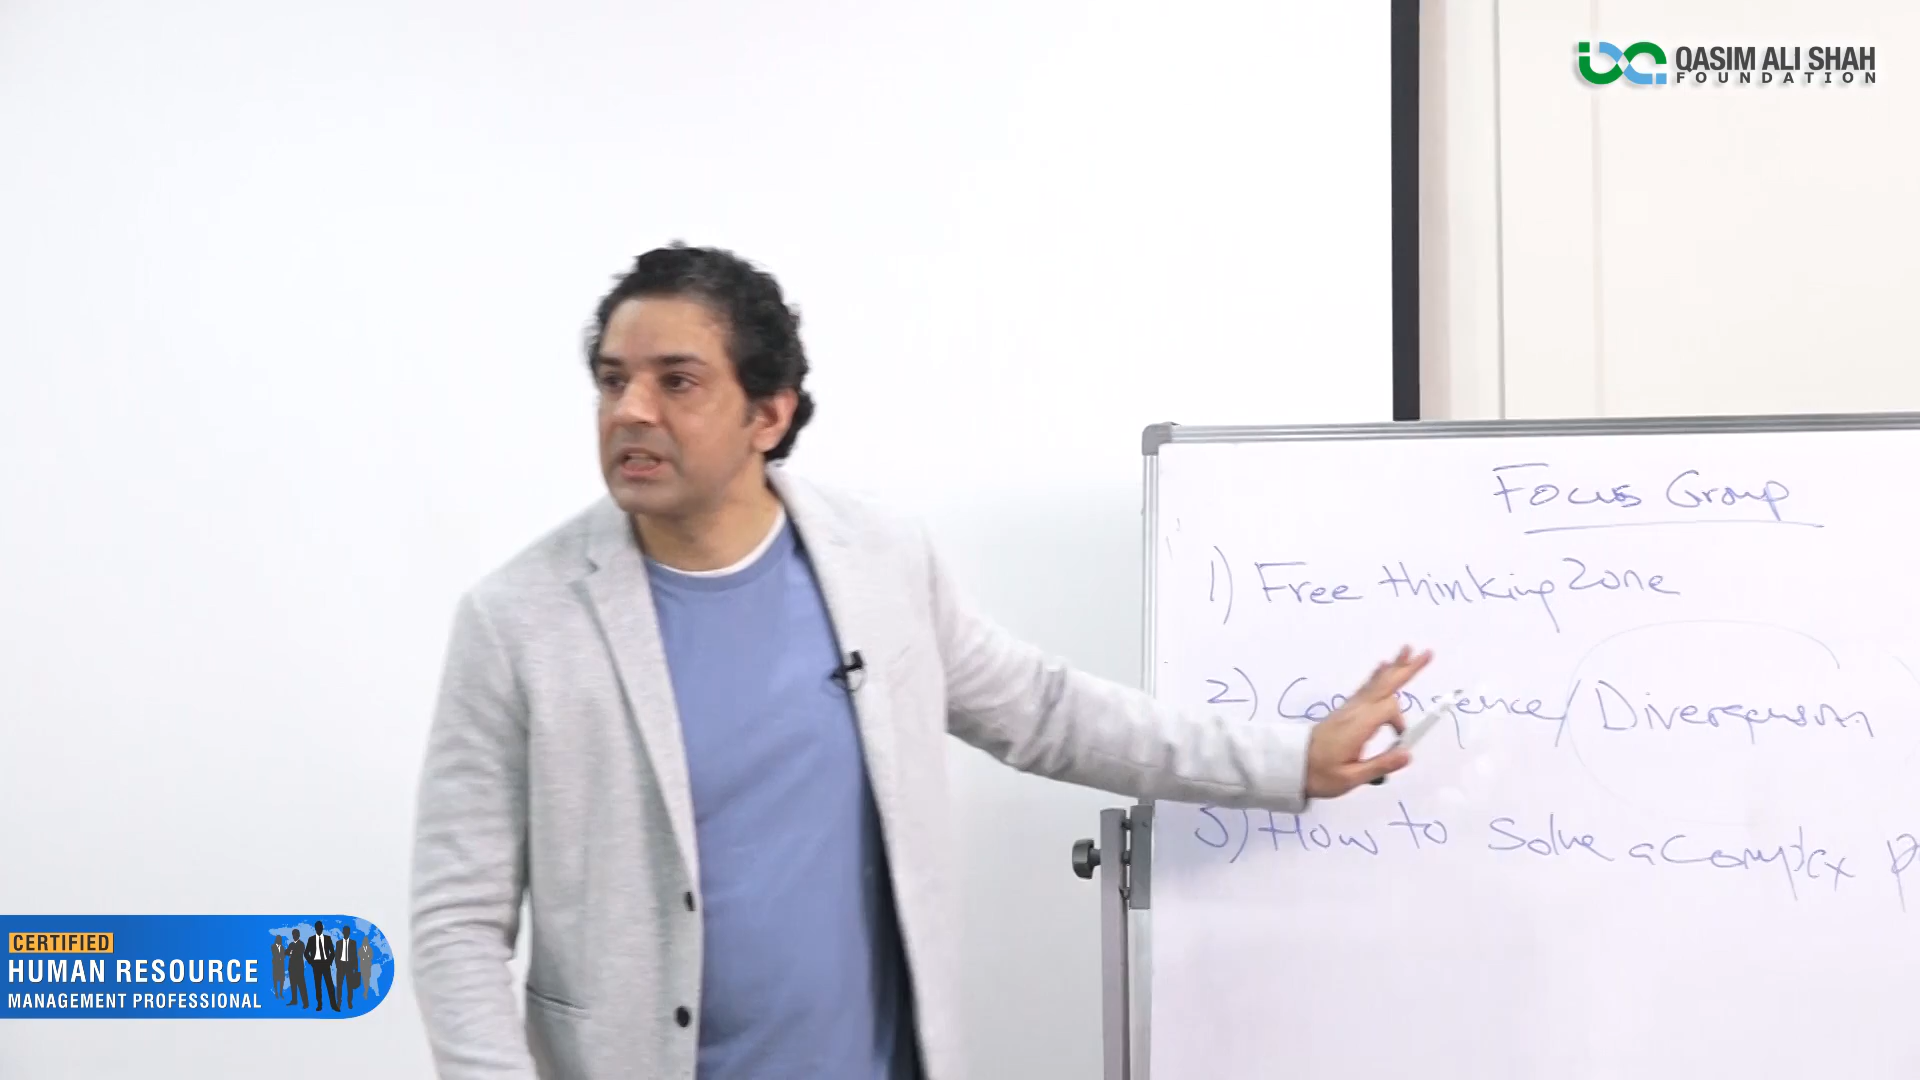 QASIM ALI SHAH
FOUNDATION
Focus Group
1) Free thinking Zone
2) Convergence/Divergenson
3) How to Solve a Complex P
CERTIFIED
HUMAN RESOURCE
MANAGEMENT PROFESSIONAL